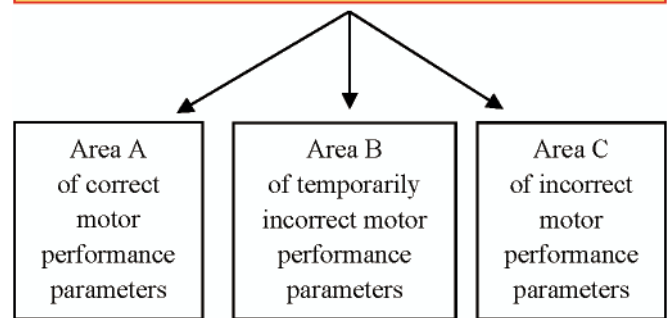 Area A
of correct
motor
performance
parameters
Area B
of temporarily
incorrect motor
performance
parameters
Area C
of incorrect
motor
performance
parameters